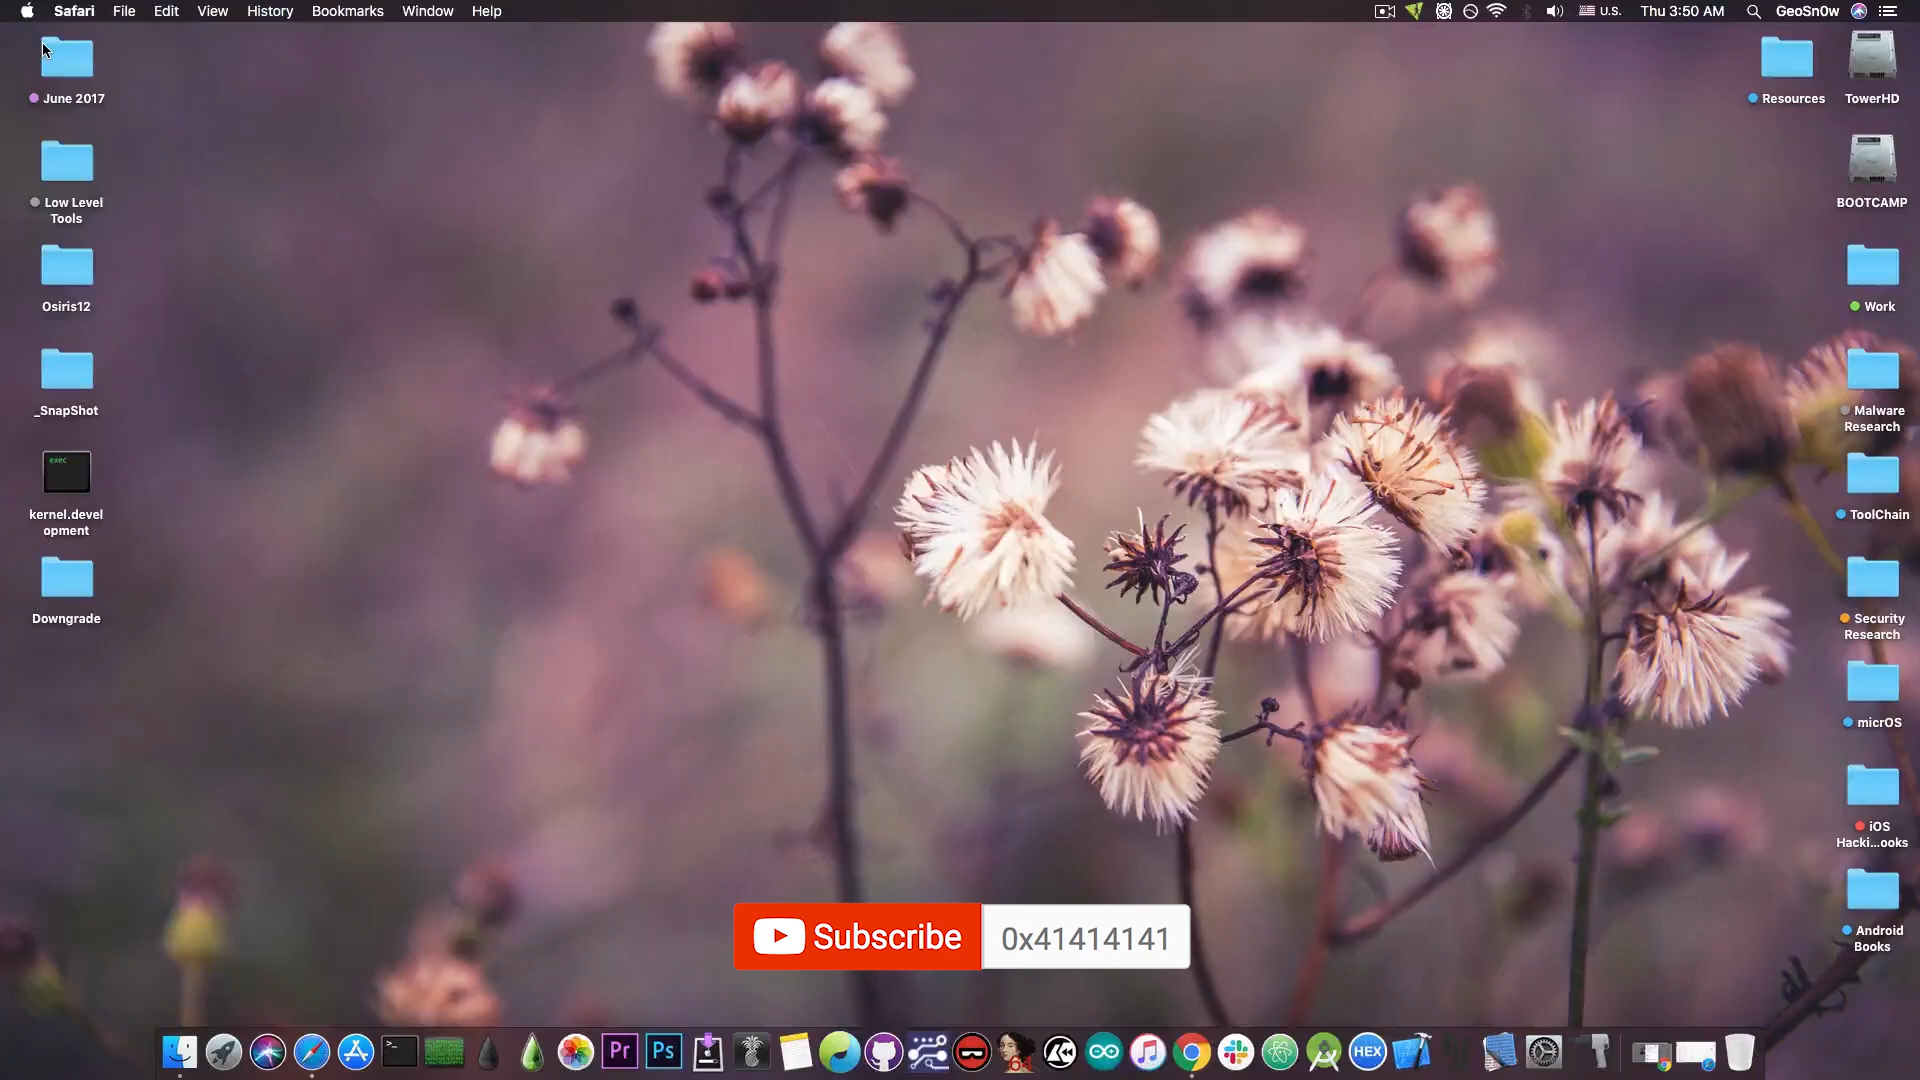 Safari File Edit View History Bookmarks Window Help
U.S. Thu 3:50 AM GeoSn0w
June 2017
Low Level
Tools
Osiris12
_SnapShot
exec
kernel.devel
opment
Downgrade
Resources
TowerHD
BOOTCAMP
Work
Malware
Research
ToolChain
Security
Research
micrOS
iOS
Hacki...ooks
Android
Books
Subscribe 0x41414141
Pr
Ps
64
HEX